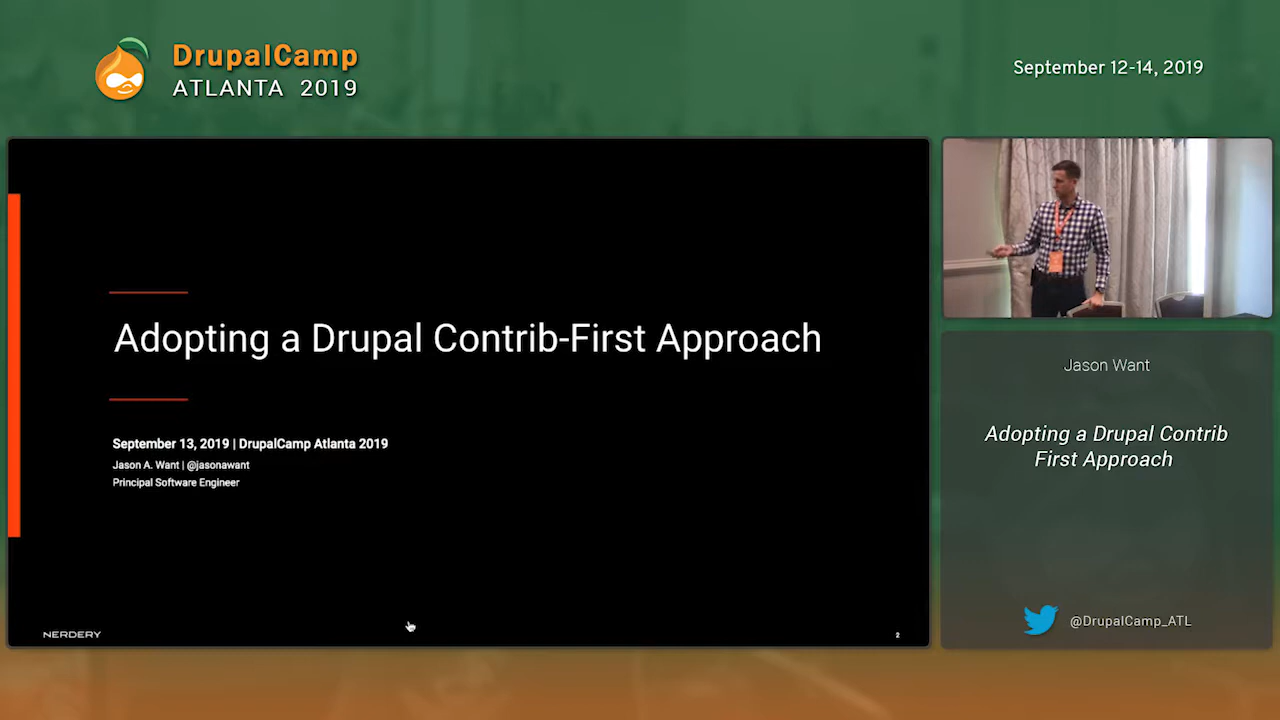 DrupalCamp
ATLANTA 2019
September 12-14, 2019
Adopting a Drupal Contrib-First Approach
September 13, 2019 | DrupalCamp Atlanta 2019
Jason A. Want | @jasonawant
Principal Software Engineer
NERDERY
2
Jason Want
Adopting a Drupal Contrib
First Approach
@DrupalCamp_ATL